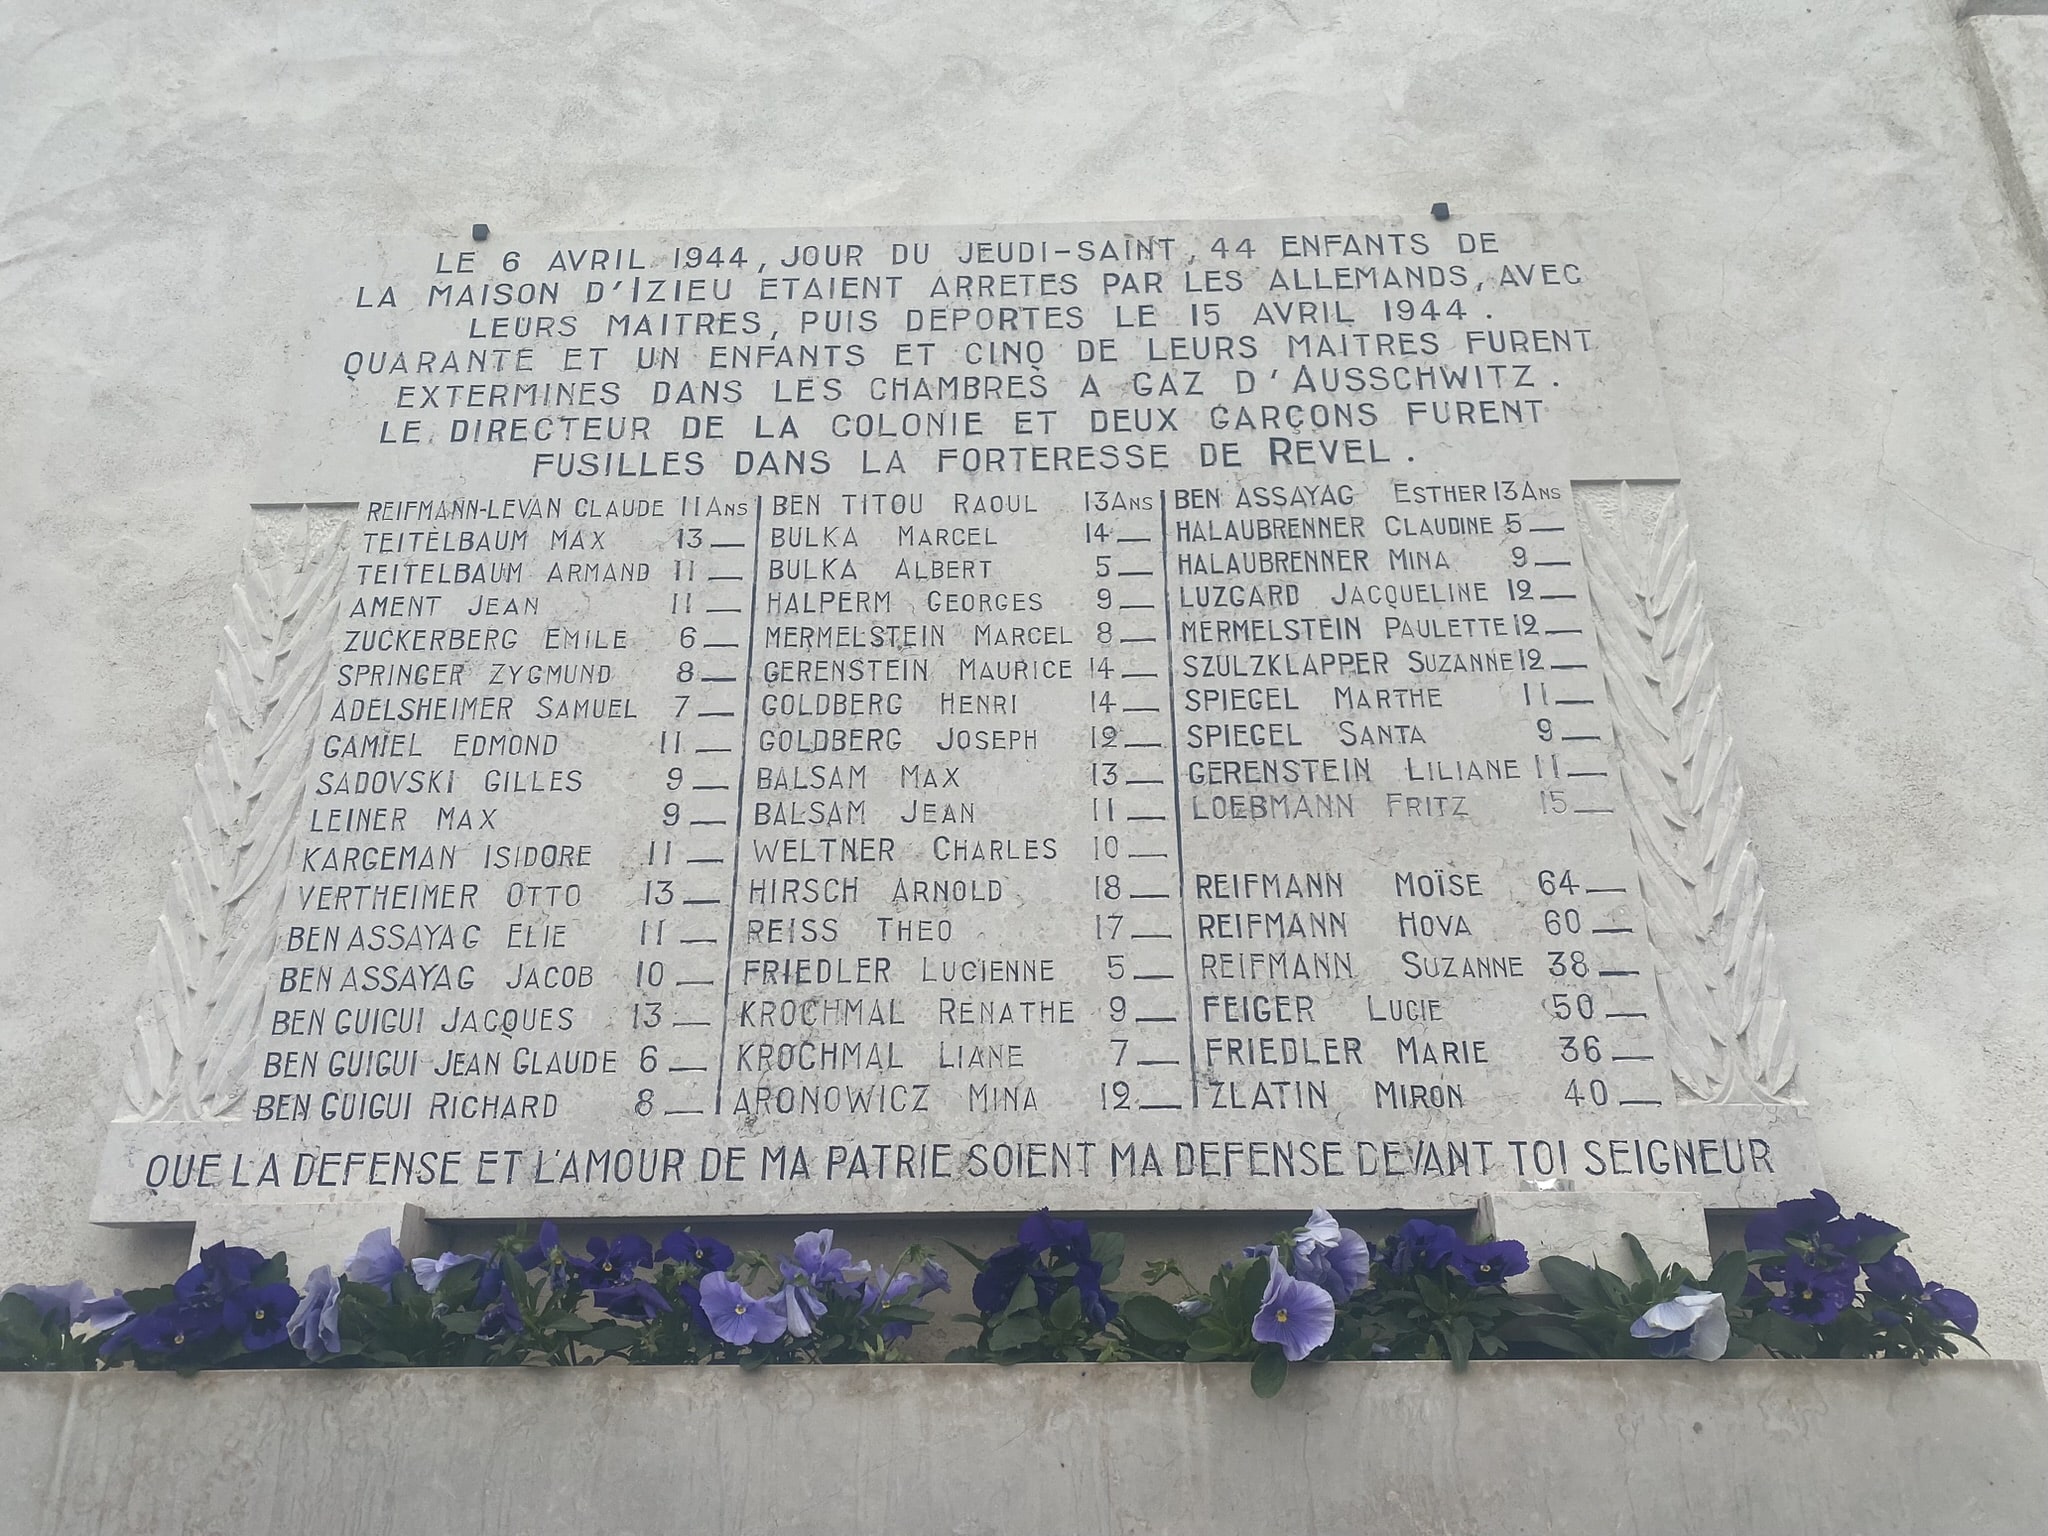 LE 6 AVRIL 1944, JOUR DU JEUDI-SAINT, 44 ENFANTS DE
LA MAISON D'IZIEU ETAIENT ARRETES PAR LES ALLEMANDS, AVEC
LEURS MAITRES, PUIS DEPORTES LE 15 AVRIL 1944.
QUARANTE ET UN ENFANTS ET CINQ DE LEURS MAITRES FURENT
EXTERMINES DANS LES CHAMBRES A GAZ D'AUSSCHWITZ.
LE DIRECTEUR DE LA COLONIE ET DEUX GARÇONS FURENT
FUSILLES DANS LA FORTERESSE DE REVEL.
REIFMANN-LEVAN CLAUDE 11 ANS
TEITELBAUM MAX 13 —
TEITELBAUM ARMAND 11 —
AMENT JEAN 11 —
ZUCKERBERG EMILE 6 —
SPRINGER ZYGMUND 8 —
ADELSHEIMER SAMUEL 7 —
GAMIEL EDMOND 11 —
SADOVSKI GILLES 9 —
LEINER MAX 9 —
KARGEMAN ISIDORE 11 —
VERTHEIMER OTTO 13 —
BEN ASSAYAG ELIE 11 —
BEN ASSAYAG JACOB 10 —
BEN GUIGUI JACQUES 13 —
BEN GUIGUI JEAN CLAUDE 6 —
BEN GUIGUI RICHARD 8 —
BEN TITOU RAOUL 13 ANS
BULKA MARCEL 14 —
BULKA ALBERT 5 —
HALPERM GEORGES 9 —
MERMELSTEIN MARCEL 8 —
GERENSTEIN MAURICE 14 —
GOLDBERG HENRI 14 —
GOLDBERG JOSEPH 12 —
BALSAM MAX 13 —
BALSAM JEAN 11 —
WELTNER CHARLES 10 —
HIRSCH ARNOLD 18 —
REISS THEO 17 —
FRIEDLER LUCIENNE 5 —
KROCHMAL RENATHE 9 —
KROCHMAL LIANE 7 —
ARONOWICZ MINA 12 —
BEN ASSAYAG ESTHER 13 ANS
HALAUBRENNER CLAUDINE 5 —
HALAUBRENNER MINA 9 —
LUZGARD JACQUELINE 12 —
MERMELSTEIN PAULETTE 12 —
SZULZKLAPPER SUZANNE 12 —
SPIEGEL MARTHE 11 —
SPIEGEL SANTA 9 —
GERENSTEIN LILIANE 11 —
LOEBMANN FRITZ 15 —
REIFMANN MOÏSE 64 —
REIFMANN HOVA 60 —
REIFMANN SUZANNE 38 —
FEIGER LUCIE 50 —
FRIEDLER MARIE 36 —
ZLATIN MIRON 40 —
QUE LA DEFENSE ET L'AMOUR DE MA PATRIE SOIENT MA DEFENSE DEVANT TOI SEIGNEUR